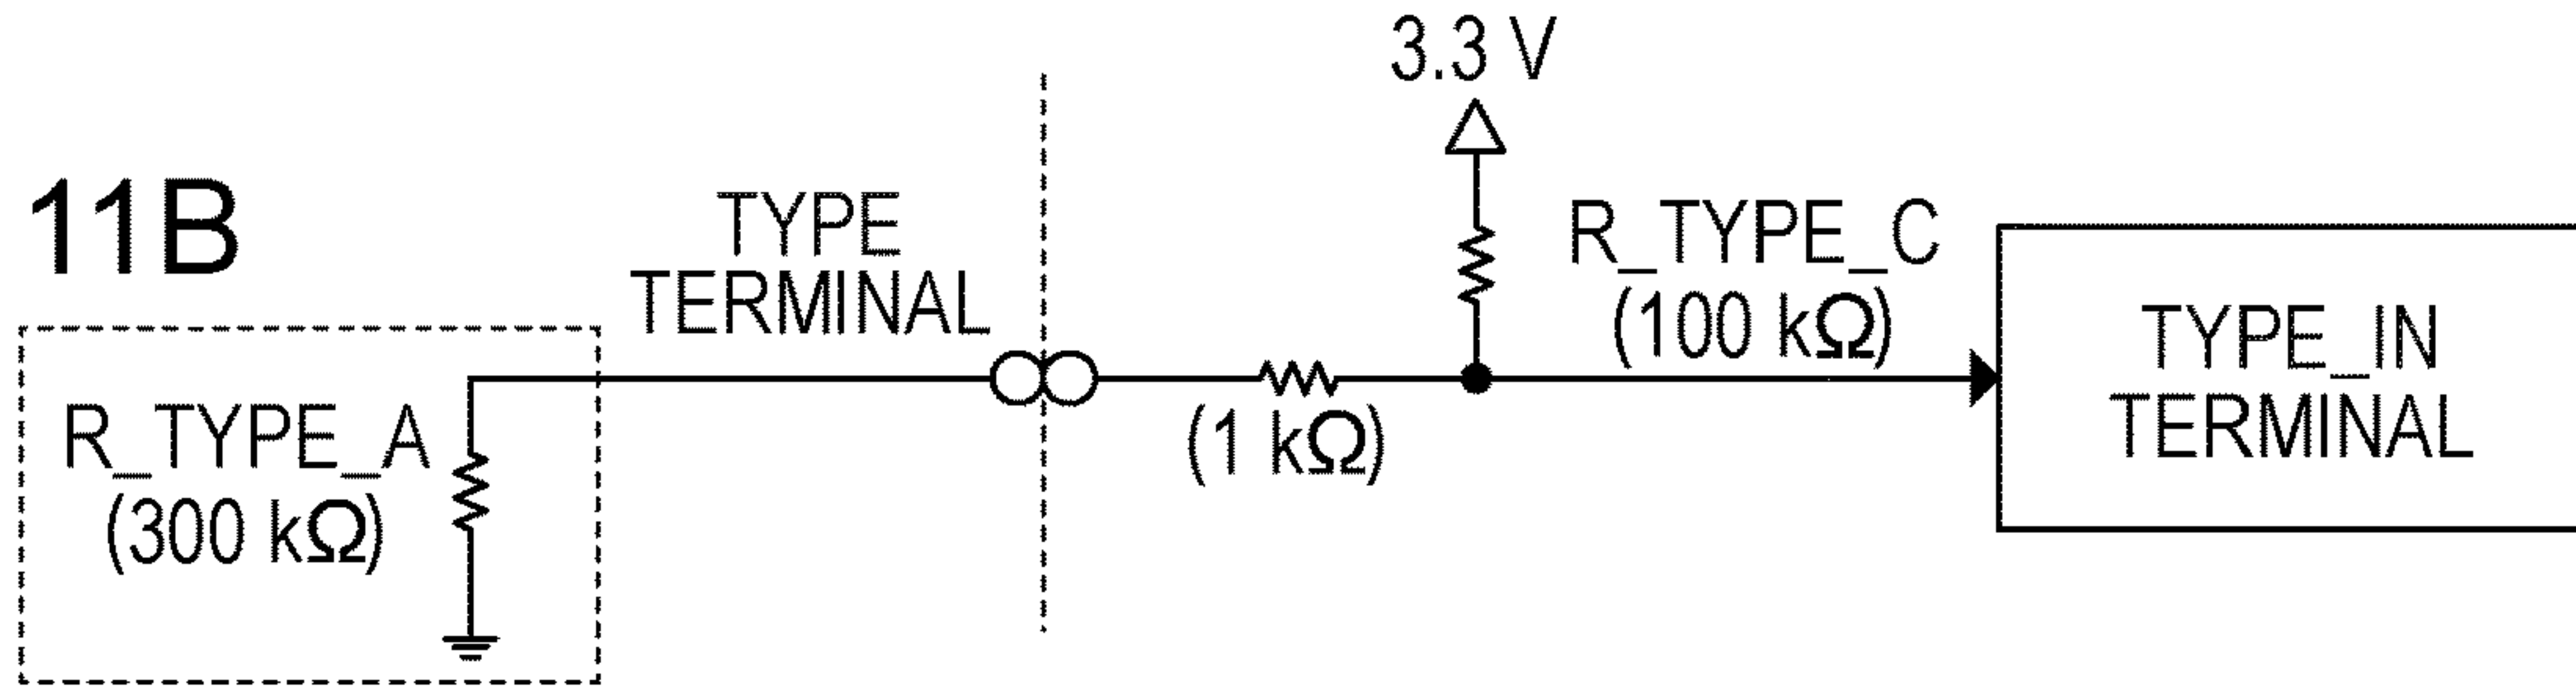 3.3 V
11B
TYPE
TERMINAL
R_TYPE_C
(100 kΩ)
TYPE_IN
TERMINAL
R_TYPE_A
(300 kΩ)
(1 kΩ)